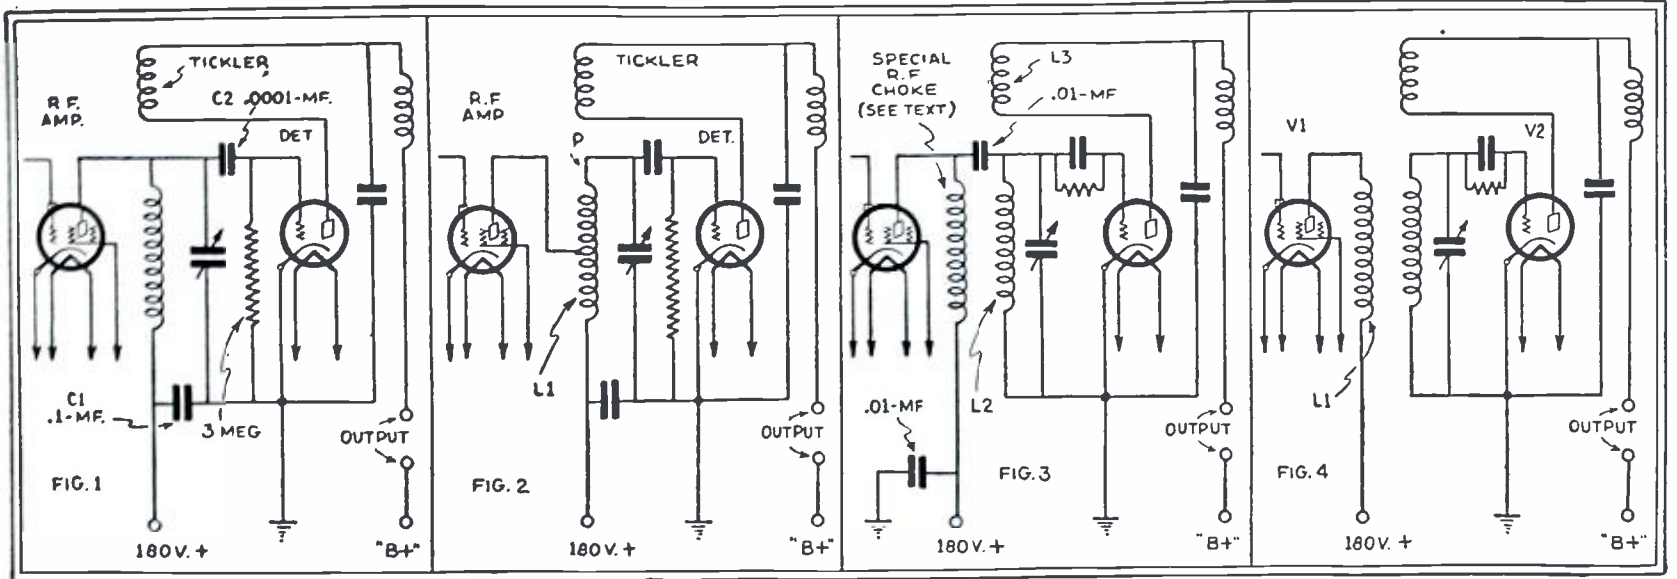 TICKLER
R.F.
AMP.
C2 .0001-MF.
DET
C1
.1-MF.
3 MEG
OUTPUT
FIG. 1
180V. +
"B+"
TICKLER
R.F
AMP
P
DET.
L1
OUTPUT
FIG. 2
180V. +
"B+"
SPECIAL
R.F
CHOKE
(SEE TEXT)
L3
.01-MF
.01-MF
L2
OUTPUT
FIG. 3
180V. +
"B+"
V1
V2
L1
OUTPUT
FIG. 4
180V. +
"B+"